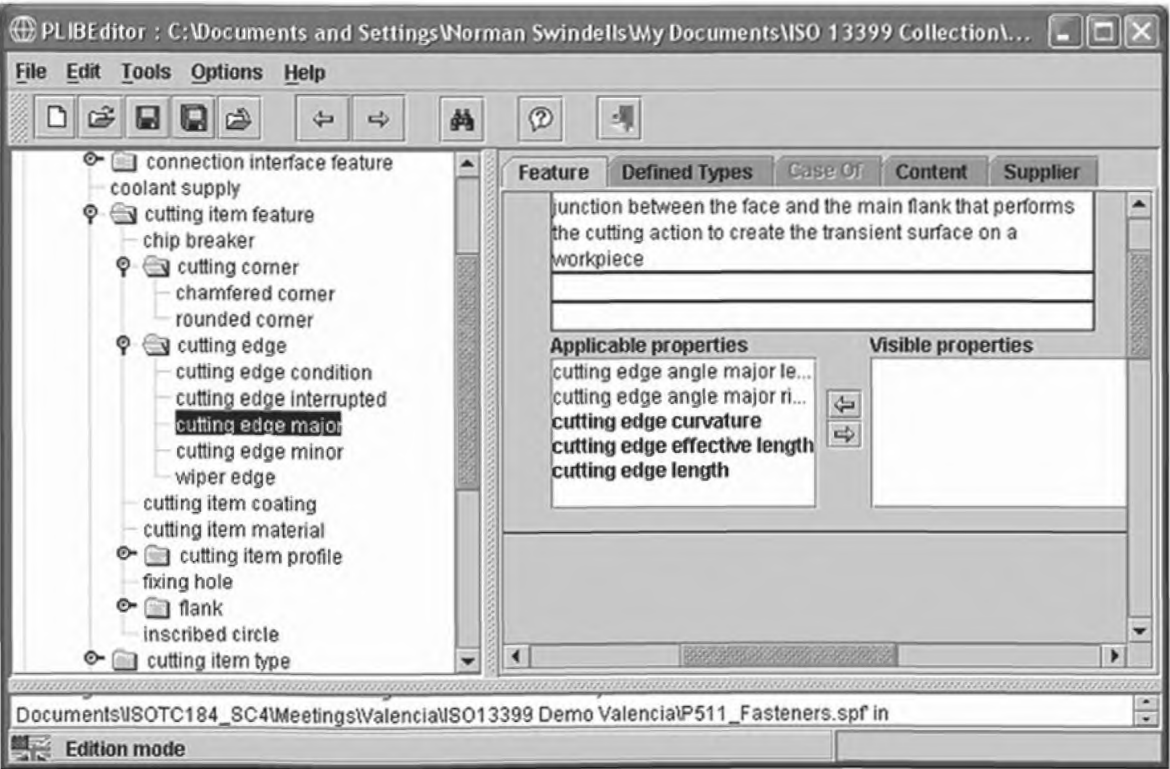 PLIBEditor : C:\Documents and Settings\Norman Swindells\My Documents\ISO 13399 Collection\...
File Edit Tools Options Help
connection interface feature
coolant supply
cutting item feature
chip breaker
cutting corner
chamfered corner
rounded corner
cutting edge
cutting edge condition
cutting edge interrupted
cutting edge major
cutting edge minor
wiper edge
cutting item coating
cutting item material
cutting item profile
fixing hole
flank
inscribed circle
cutting item type
Feature Defined Types Case Of Content Supplier
junction between the face and the main flank that performs
the cutting action to create the transient surface on a
workpiece
Applicable properties Visible properties
cutting edge angle major le...
cutting edge angle major ri...
cutting edge curvature
cutting edge effective length
cutting edge length
Documents\ISOTC184_SC4\Meetings\Valencia\ISO13399 Demo Valencia\P511_Fasteners.spf' in
Edition mode